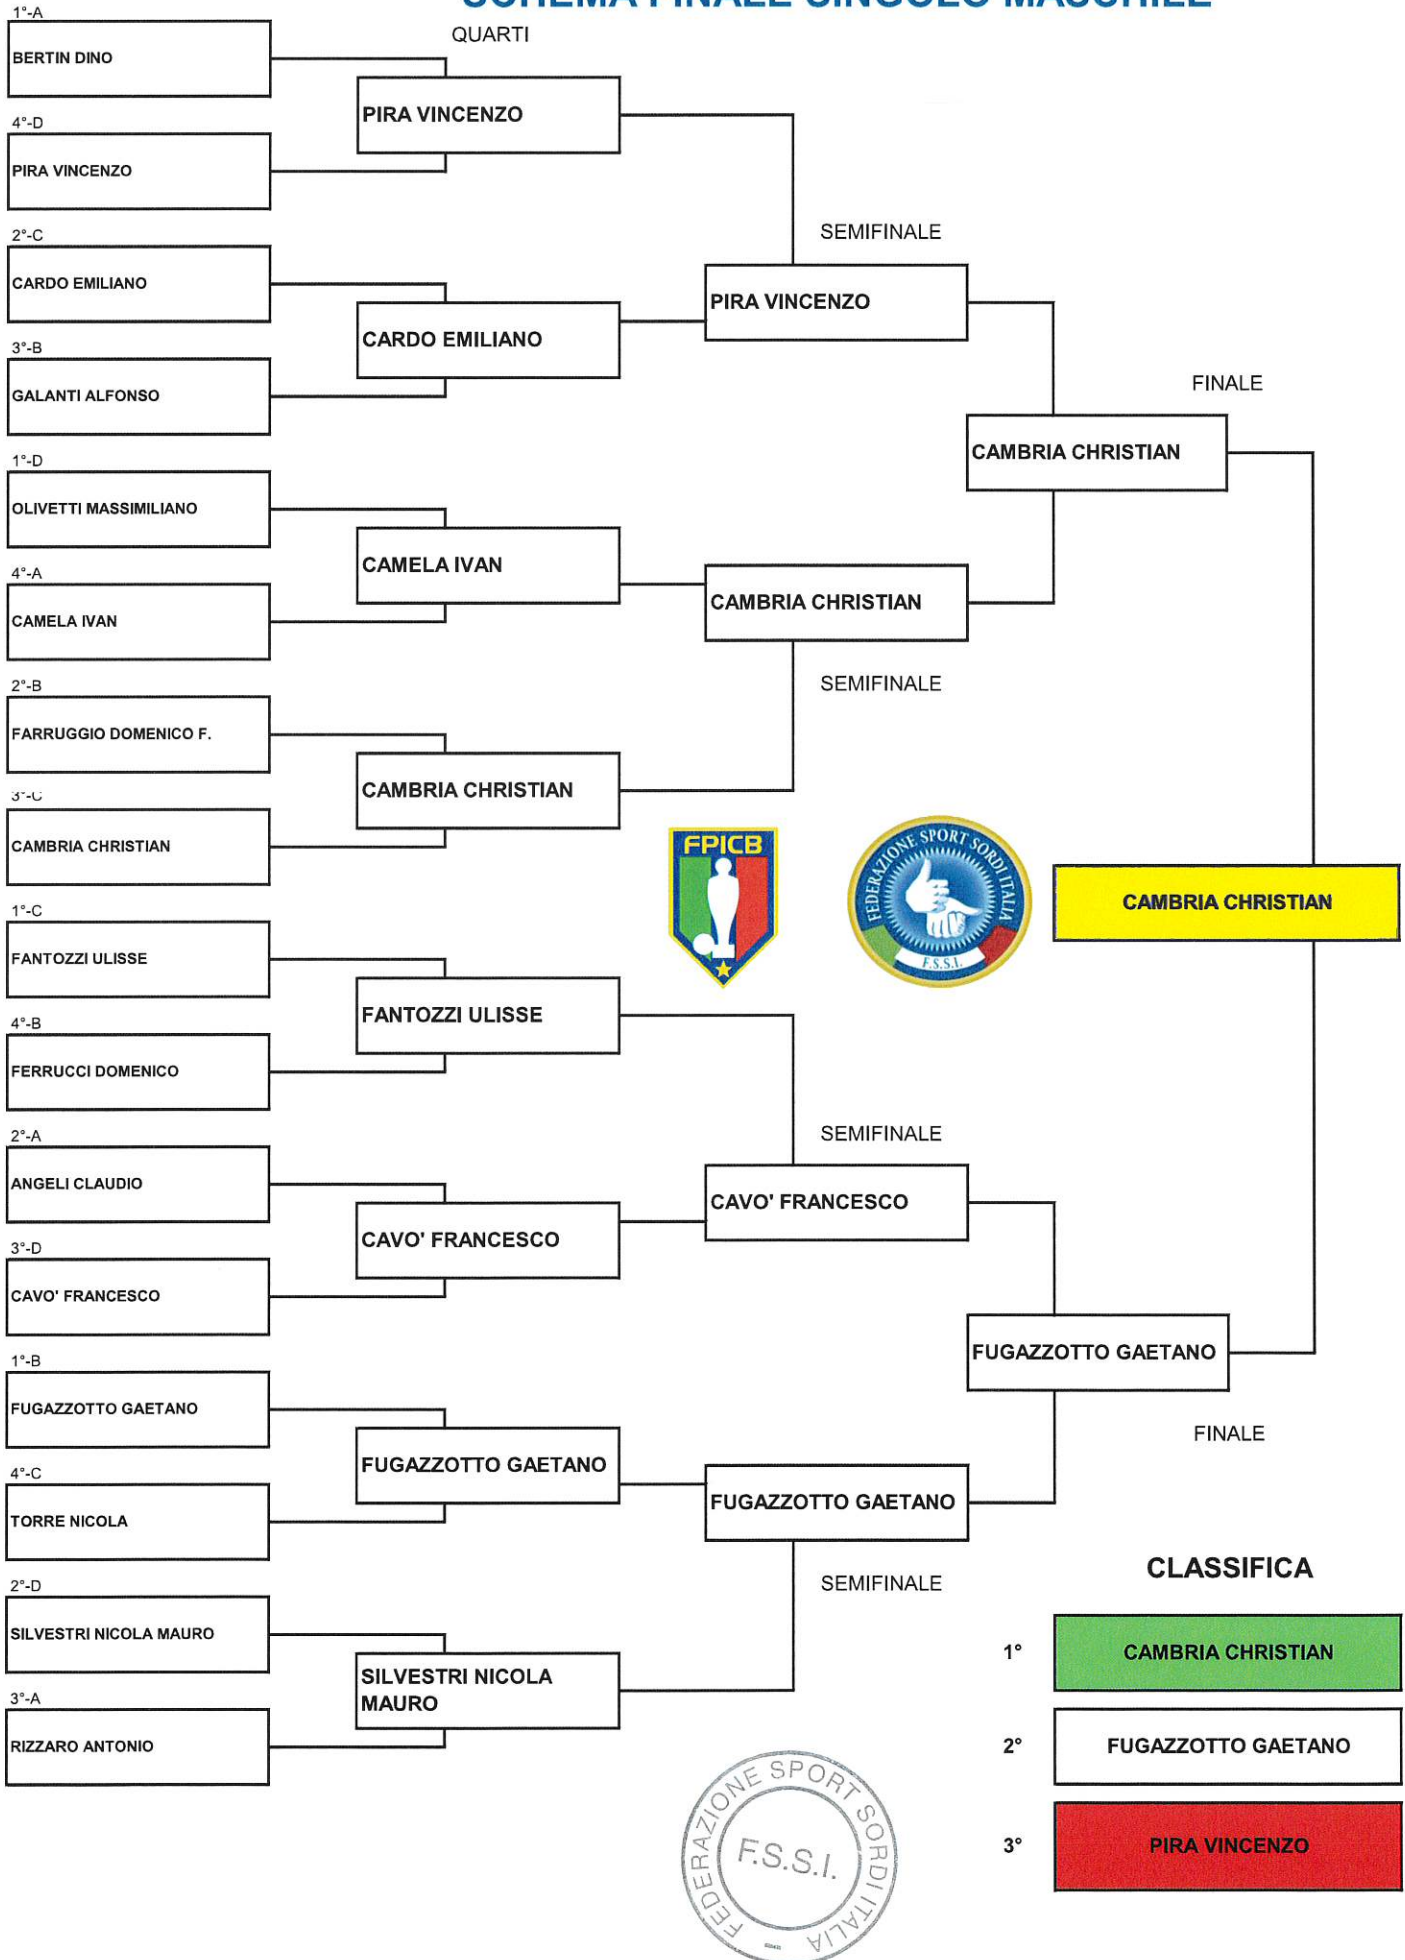 SCHEMA FINALE SINGOLO MASCHILE
1°-A
QUARTI
BERTIN DINO
PIRA VINCENZO
4°-D
PIRA VINCENZO
2°-C
SEMIFINALE
CARDO EMILIANO
PIRA VINCENZO
CARDO EMILIANO
3°-B
GALANTI ALFONSO
FINALE
CAMBRIA CHRISTIAN
1°-D
OLIVETTI MASSIMILIANO
CAMELA IVAN
4°-A
CAMBRIA CHRISTIAN
CAMELA IVAN
2°-B
SEMIFINALE
FARRUGGIO DOMENICO F.
CAMBRIA CHRISTIAN
3°-C
CAMBRIA CHRISTIAN
FPICB
FEDERAZIONE SPORT SORDI ITALIA
F.S.S.I.
CAMBRIA CHRISTIAN
1°-C
FANTOZZI ULISSE
FANTOZZI ULISSE
4°-B
FERRUCCI DOMENICO
2°-A
SEMIFINALE
ANGELI CLAUDIO
CAVO' FRANCESCO
CAVO' FRANCESCO
3°-D
CAVO' FRANCESCO
FUGAZZOTTO GAETANO
1°-B
FUGAZZOTTO GAETANO
FINALE
FUGAZZOTTO GAETANO
4°-C
FUGAZZOTTO GAETANO
TORRE NICOLA
CLASSIFICA
2°-D
SEMIFINALE
SILVESTRI NICOLA MAURO
1° CAMBRIA CHRISTIAN
SILVESTRI NICOLA
MAURO
3°-A
RIZZARO ANTONIO
2° FUGAZZOTTO GAETANO
3° PIRA VINCENZO
FEDERAZIONE SPORT SORDI ITALIA
F.S.S.I.